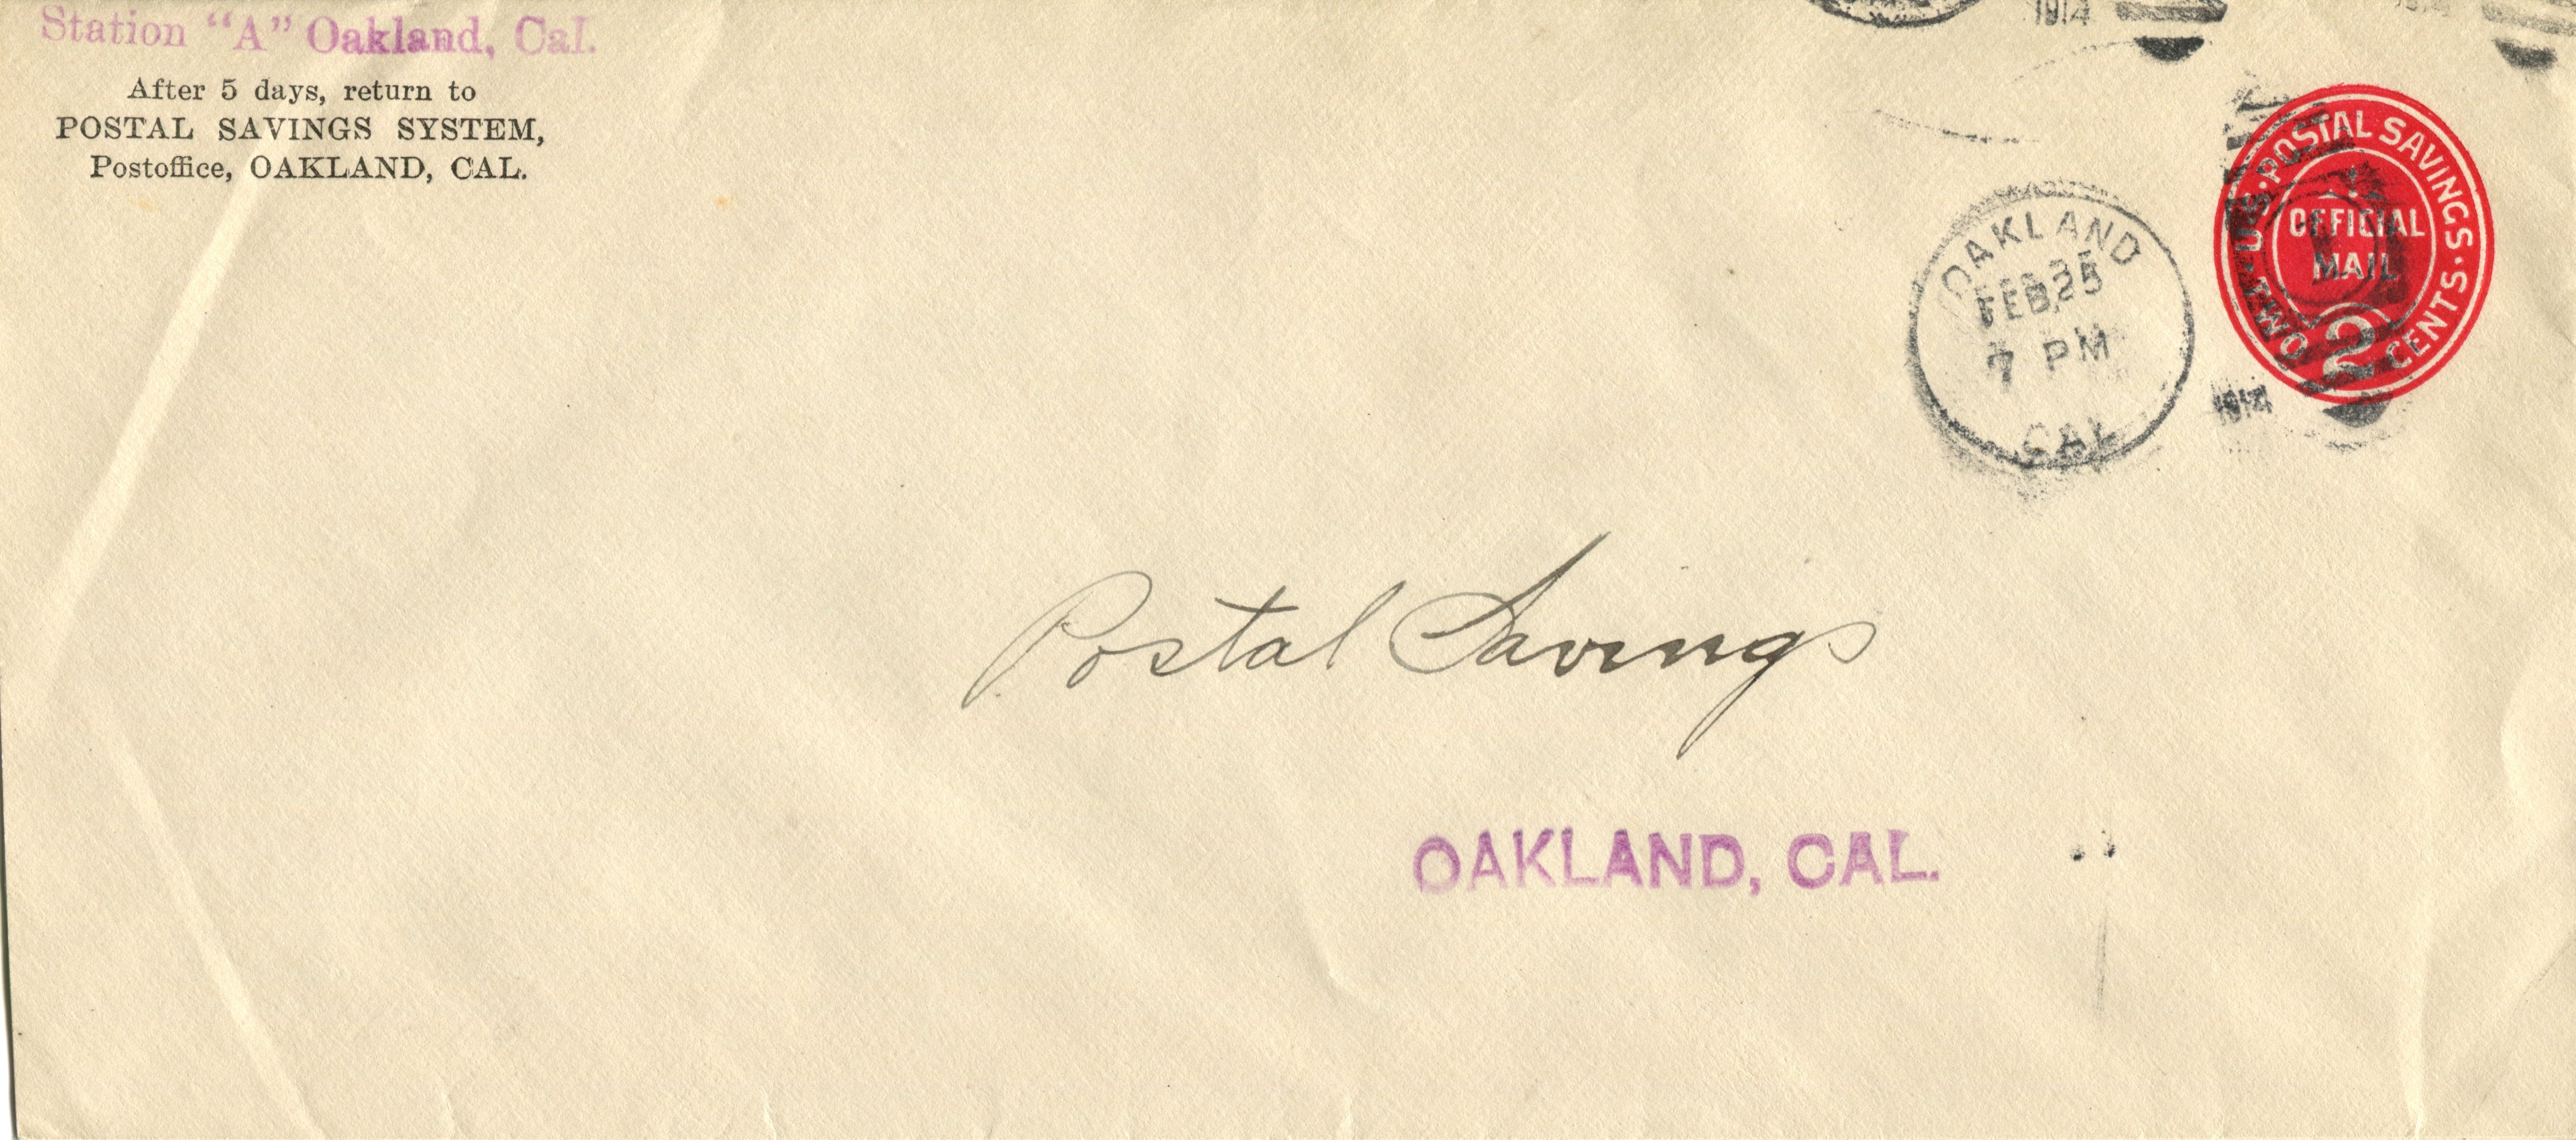 Station "A" Oakland, Cal.
After 5 days, return to
POSTAL SAVINGS SYSTEM,
Postoffice, OAKLAND, CAL.
1914
OAKLAND
FEB 25
7 PM
CAL
1914
U.S. POSTAL SAVINGS
OFFICIAL
MAIL
TWO 2 CENTS
Postal Savings
OAKLAND, CAL.